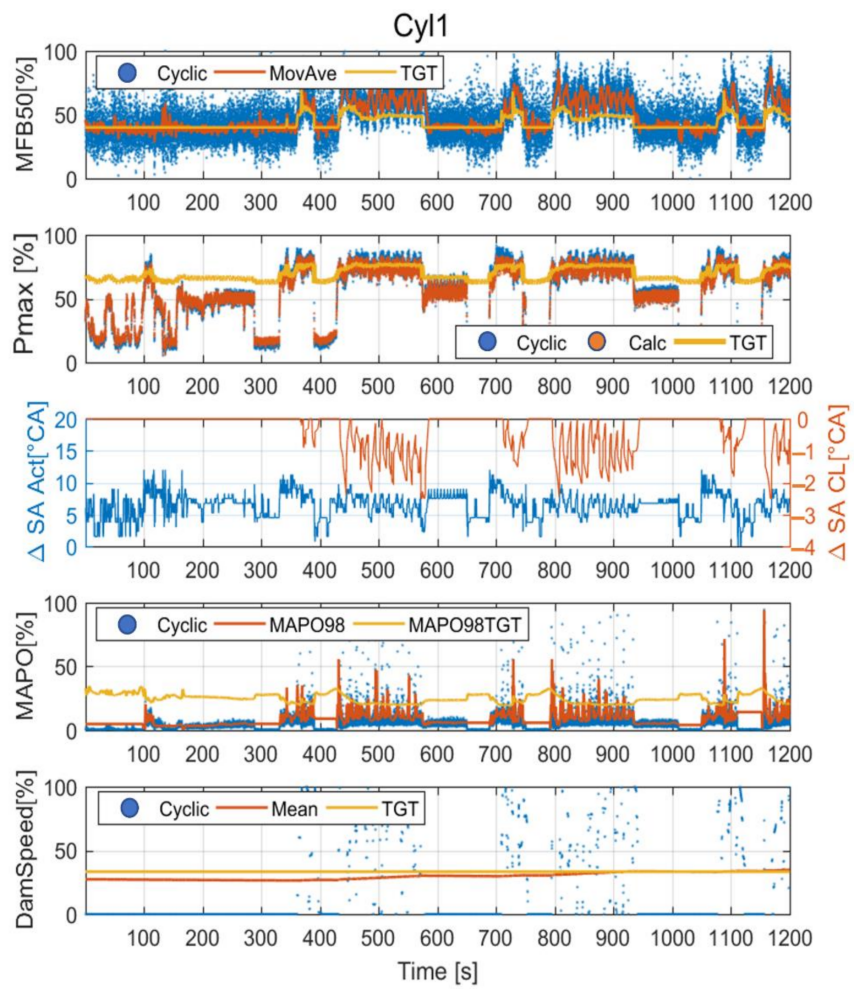 Cyl1
MFB50[%]
100
50
0
Cyclic MovAve TGT
100 200 300 400 500 600 700 800 900 1000 1100 1200
Pmax [%]
100
50
0
Cyclic Calc TGT
100 200 300 400 500 600 700 800 900 1000 1100 1200
Δ SA Act[°CA]
20
15
10
5
0
0
-1
-2
-3
-4
Δ SA CL[°CA]
100 200 300 400 500 600 700 800 900 1000 1100 1200
MAPO[%]
100
50
0
Cyclic MAPO98 MAPO98TGT
100 200 300 400 500 600 700 800 900 1000 1100 1200
DamSpeed[%]
100
50
0
Cyclic Mean TGT
100 200 300 400 500 600 700 800 900 1000 1100 1200
Time [s]